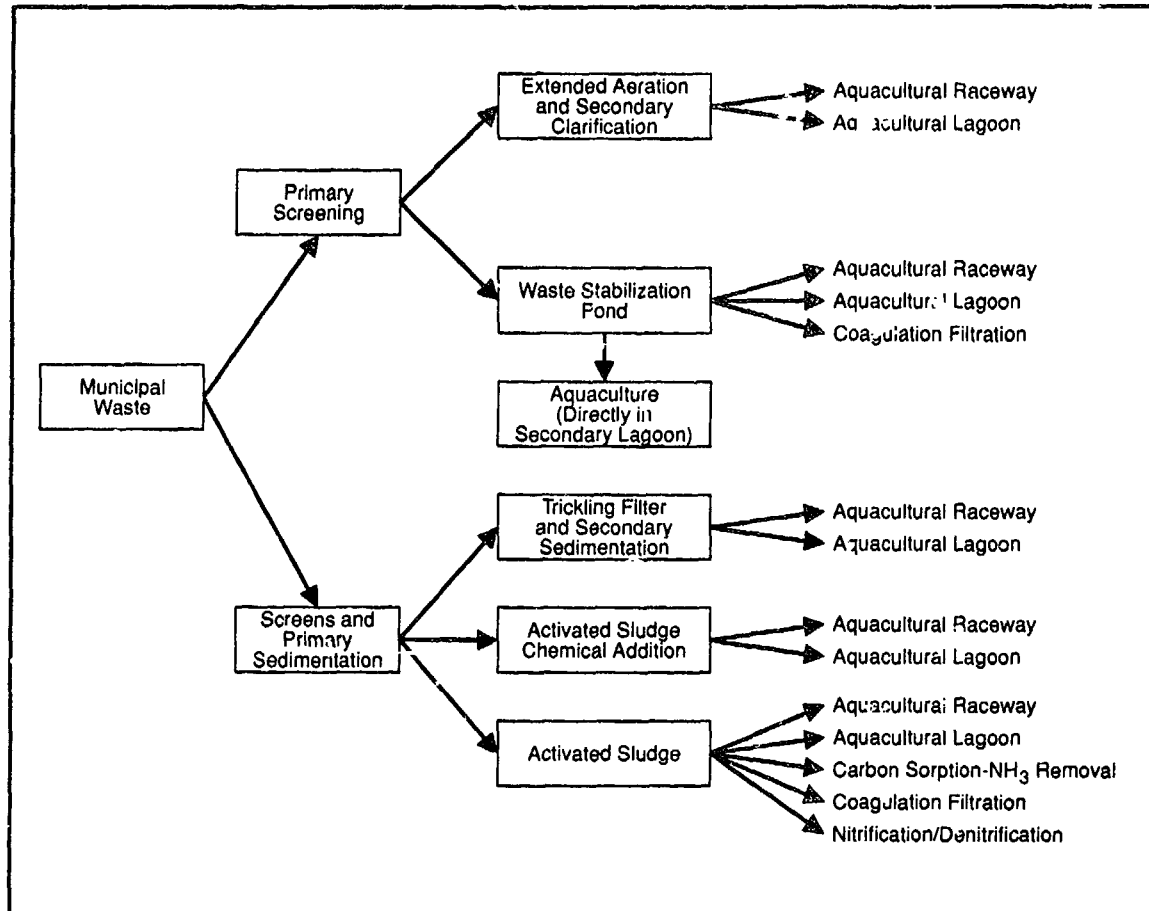 Extended Aeration
and Secondary
Clarification
Aquacultural Raceway
Aquacultural Lagoon
Primary
Screening
Waste Stabilization
Pond
Aquacultural Raceway
Aquacultural Lagoon
Coagulation Filtration
Municipal
Waste
Aquaculture
(Directly in
Secondary Lagoon)
Trickling Filter
and Secondary
Sedimentation
Aquacultural Raceway
Aquacultural Lagoon
Screens and
Primary
Sedimentation
Activated Sludge
Chemical Addition
Aquacultural Raceway
Aquacultural Lagoon
Activated Sludge
Aquacultural Raceway
Aquacultural Lagoon
Carbon Sorption-NH₃ Removal
Coagulation Filtration
Nitrification/Denitrification